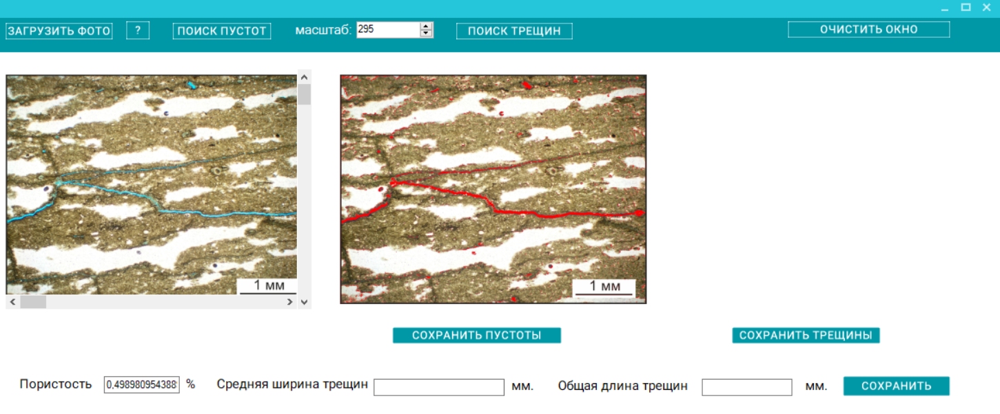 ЗАГРУЗИТЬ ФОТО ? ПОИСК ПУСТОТ масштаб: 295 ПОИСК ТРЕЩИН ОЧИСТИТЬ ОКНО
1 мм 1 мм
СОХРАНИТЬ ПУСТОТЫ СОХРАНИТЬ ТРЕЩИНЫ
Пористость 0,498980954388 % Средняя ширина трещин мм. Общая длина трещин мм. СОХРАНИТЬ